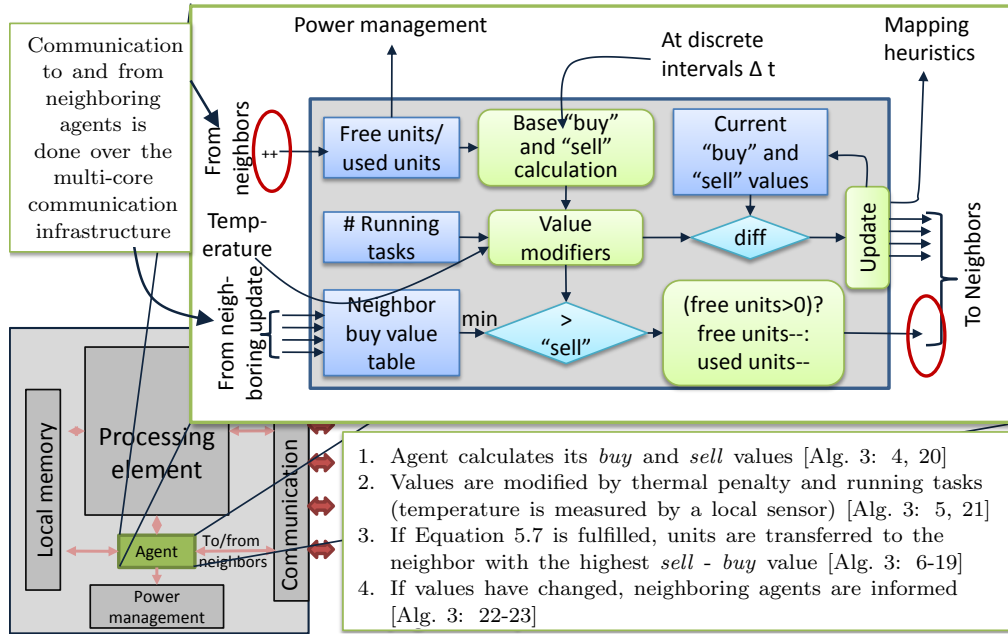 Communication
to and from
neighboring
agents is
done over the
multi-core
communication
infrastructure
Power management
At discrete
intervals Δ t
Mapping
heuristics
From
neighbors
++
Free units/
used units
Base “buy”
and “sell”
calculation
Current
“buy” and
“sell” values
Temp-
erature
# Running
tasks
Value
modifiers
diff
Update
To Neighbors
From neigh-
boring update
Neighbor
buy value
table
min
>
“sell”
(free units>0)?
free units--:
used units--
Local memory
Processing
element
Communication
Agent
To/from
neighbors
Power
management
1. Agent calculates its buy and sell values [Alg. 3: 4, 20]
2. Values are modified by thermal penalty and running tasks
(temperature is measured by a local sensor) [Alg. 3: 5, 21]
3. If Equation 5.7 is fulfilled, units are transferred to the
neighbor with the highest sell - buy value [Alg. 3: 6-19]
4. If values have changed, neighboring agents are informed
[Alg. 3: 22-23]